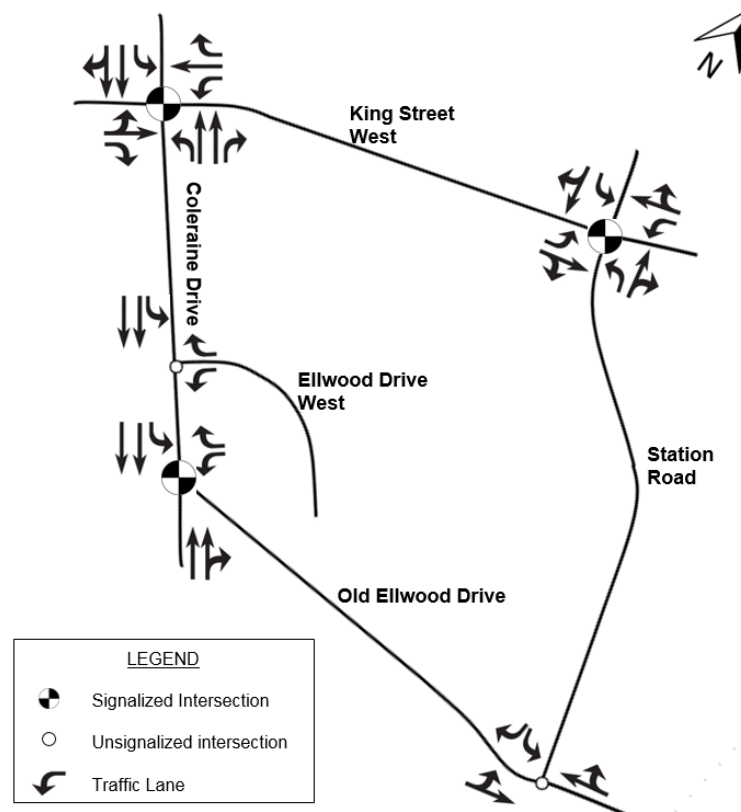 N
King Street
West
Coleraine Drive
Ellwood Drive
West
Station
Road
Old Ellwood Drive
LEGEND
Signalized Intersection
Unsignalized intersection
Traffic Lane